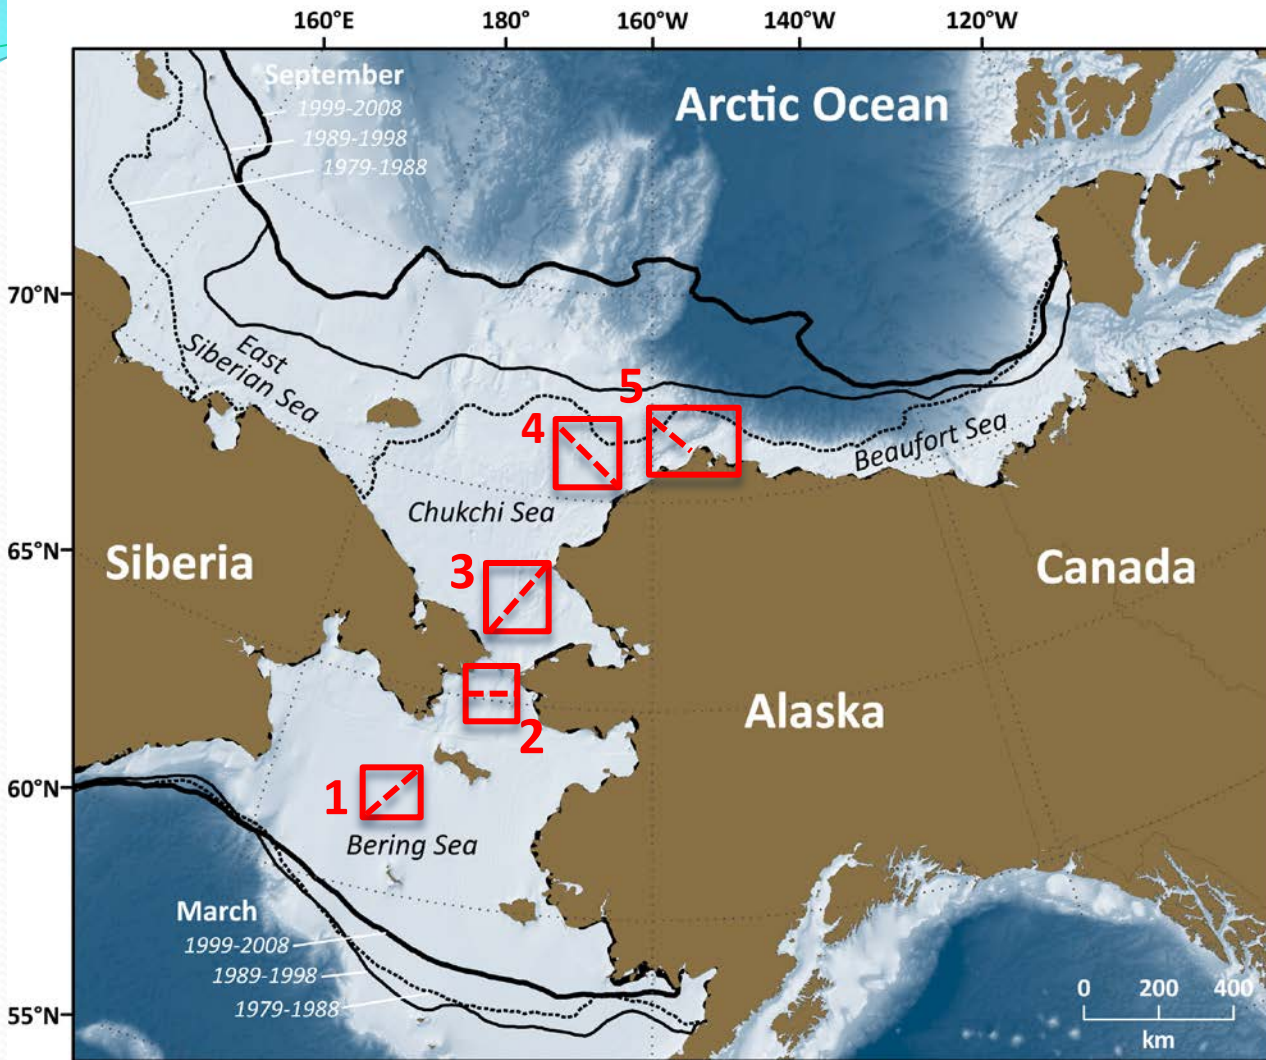 160°E 180° 160°W 140°W 120°W
September
1999-2008
1989-1998
1979-1988
Arctic Ocean
70°N
East
Siberian Sea
5
4
Beaufort Sea
Chukchi Sea
65°N
Siberia
3
Canada
Alaska
2
60°N
1
Bering Sea
March
1999-2008
1989-1998
1979-1988
55°N
0 200 400
km